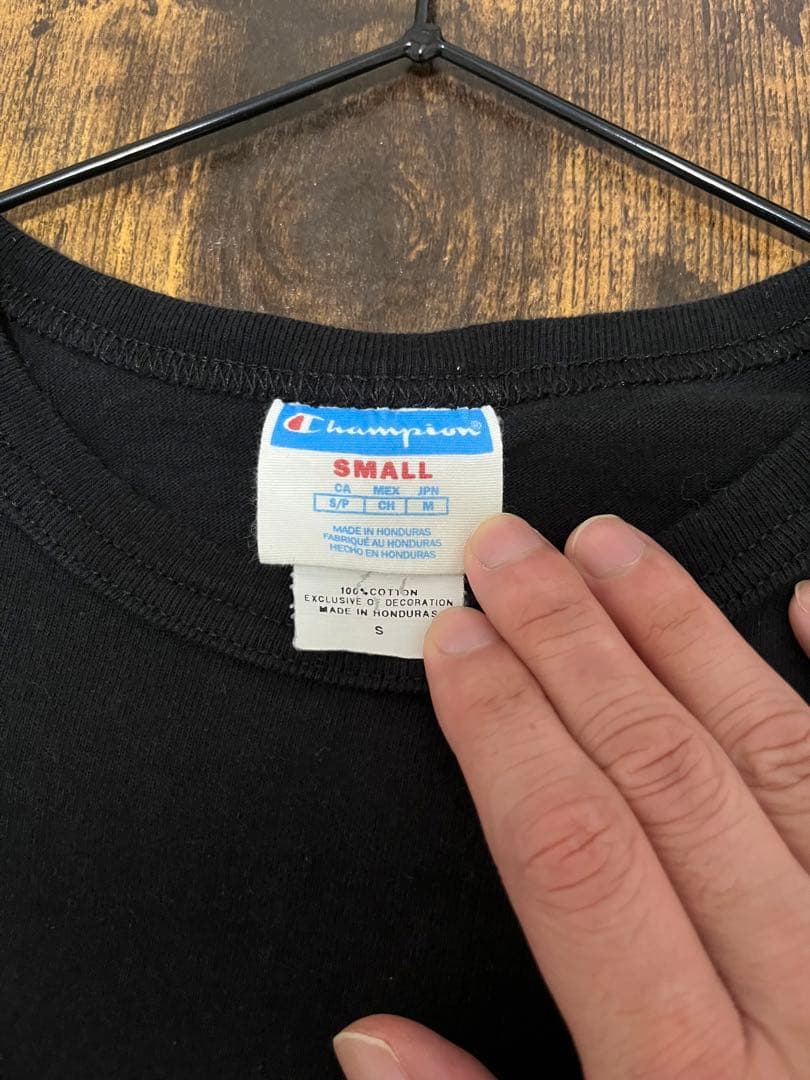 Champion®
SMALL
CA MEX JPN
S/P CH M
MADE IN HONDURAS
FABRIQUÉ AU HONDURAS
HECHO EN HONDURAS
100% COTTON
EXCLUSIVE OF DECORATION
MADE IN HONDURAS
S